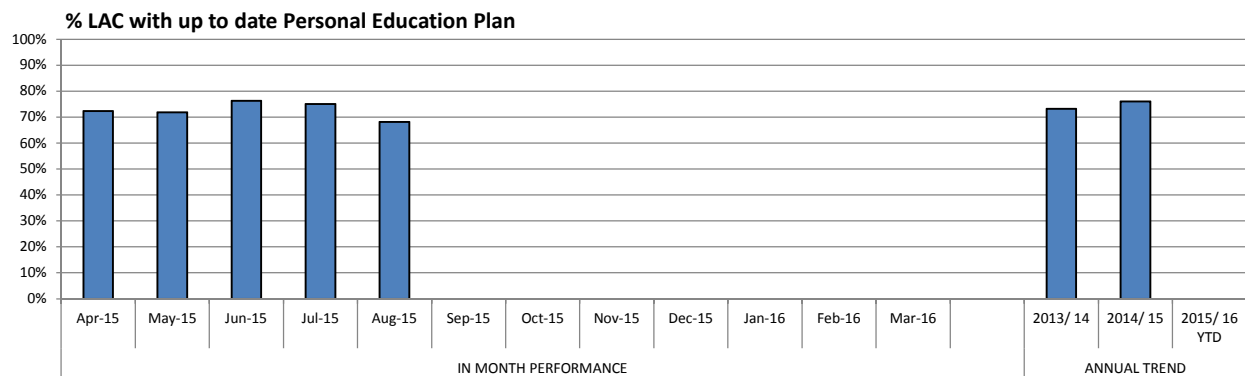 % LAC with up to date Personal Education Plan
100%
90%
80%
70%
60%
50%
40%
30%
20%
10%
0%
Apr-15 May-15 Jun-15 Jul-15 Aug-15 Sep-15 Oct-15 Nov-15 Dec-15 Jan-16 Feb-16 Mar-16 2013/ 14 2014/ 15 2015/ 16
YTD
IN MONTH PERFORMANCE ANNUAL TREND